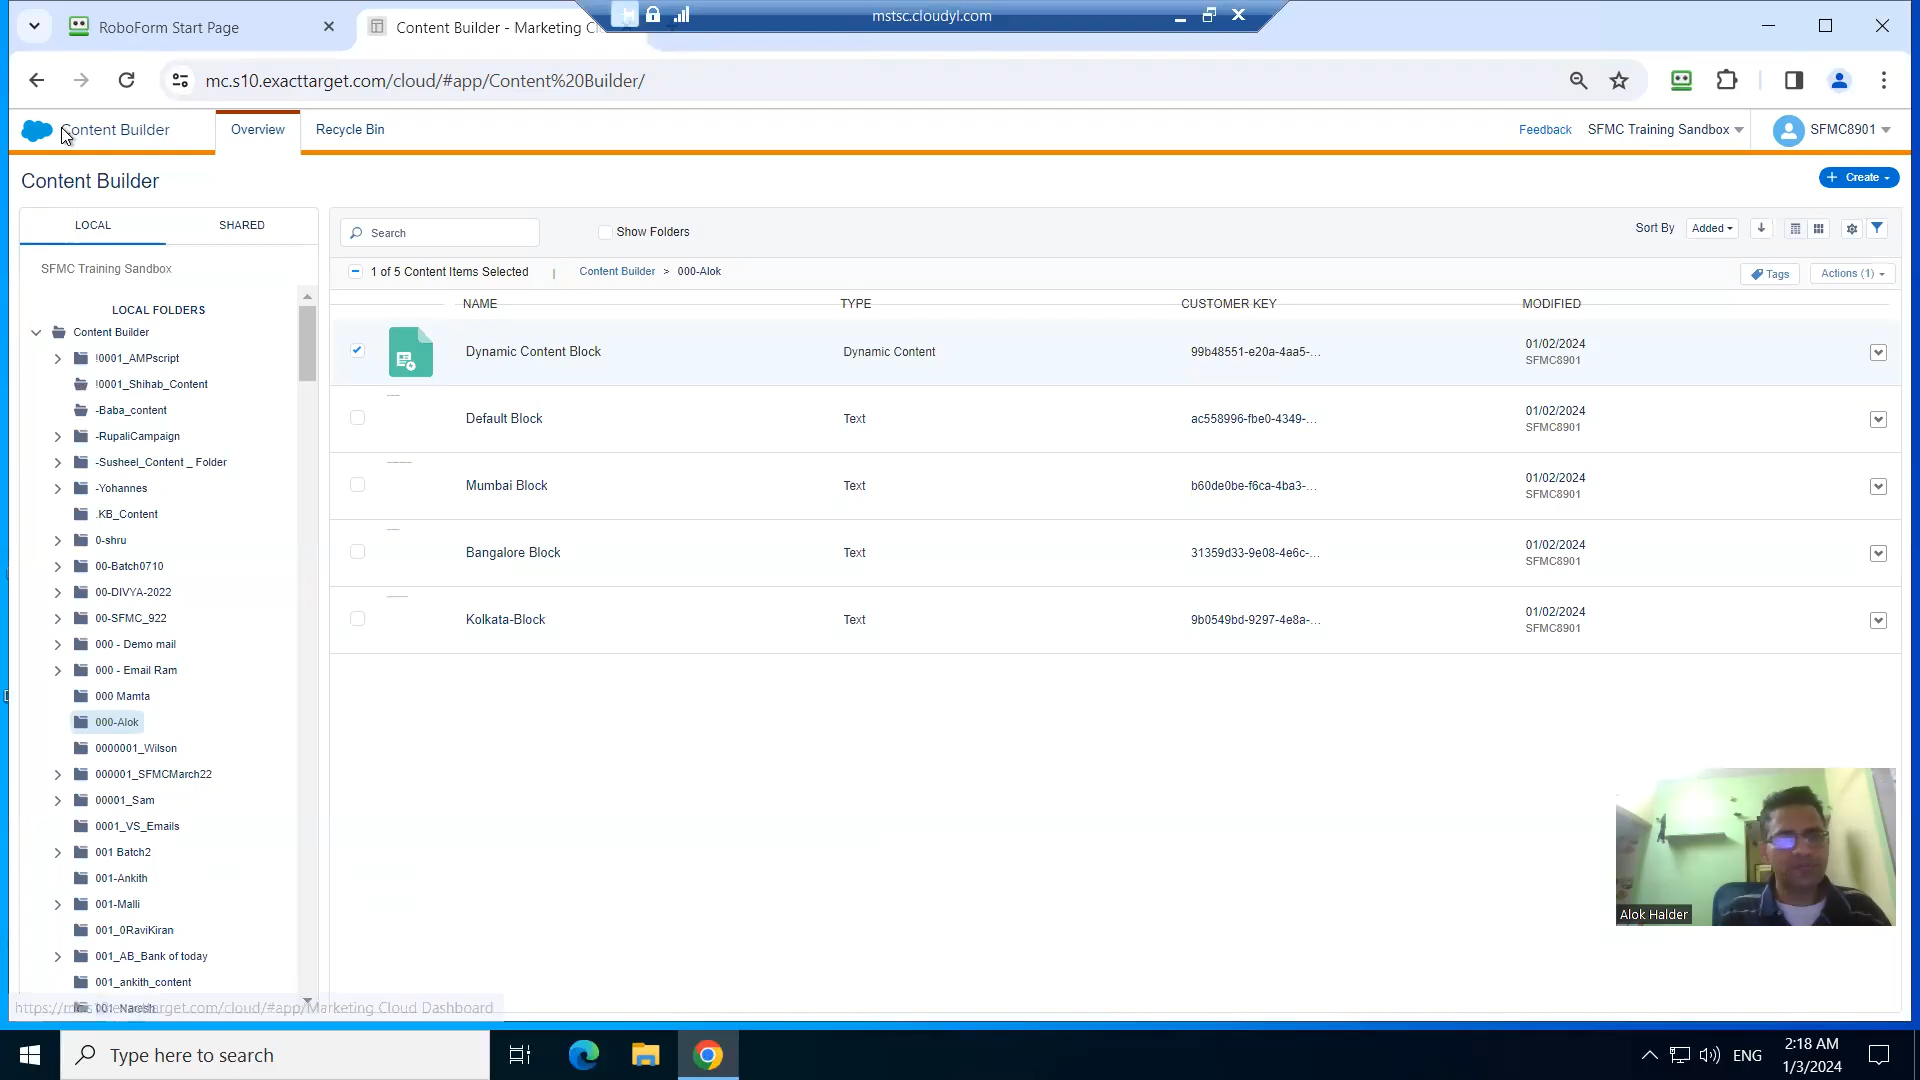 RoboForm Start Page
Content Builder - Marketing Cl
mstsc.cloudyl.com
mc.s10.exacttarget.com/cloud/#app/Content%20Builder/
Content Builder
Overview
Recycle Bin
Feedback
SFMC Training Sandbox
SFMC8901
Content Builder
Create
LOCAL
SHARED
Search
Show Folders
Sort By
Added
SFMC Training Sandbox
1 of 5 Content Items Selected | Content Builder > 000-Alok
Tags
Actions (1)
NAME TYPE CUSTOMER KEY MODIFIED
Dynamic Content Block Dynamic Content 99b48551-e20a-4aa5-... 01/02/2024
SFMC8901
Default Block Text ac558996-fbe0-4349-... 01/02/2024
SFMC8901
Mumbai Block Text b60de0be-f6ca-4ba3-... 01/02/2024
SFMC8901
Bangalore Block Text 31359d33-9e08-4e6c-... 01/02/2024
SFMC8901
Kolkata-Block Text 9b0549bd-9297-4e8a-... 01/02/2024
SFMC8901
LOCAL FOLDERS
Content Builder
!0001_AMPscript
!0001_Shihab_Content
-Baba_content
-RupaliCampaign
-Susheel_Content _ Folder
-Yohannes
.KB_Content
0-shru
00-Batch0710
00-DIVYA-2022
00-SFMC_922
000 - Demo mail
000 - Email Ram
000 Mamta
000-Alok
0000001_Wilson
000001_SFMCMarch22
00001_Sam
0001_VS_Emails
001 Batch2
001-Ankith
001-Malli
001_0RaviKiran
001_AB_Bank of today
001_ankith_content
Alok Halder
Type here to search
ENG
2:18 AM
1/3/2024